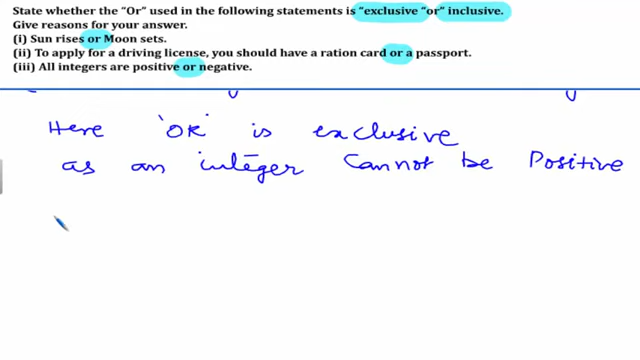 State whether the “Or” used in the following statements is “exclusive “or” inclusive.
Give reasons for your answer.
(i) Sun rises or Moon sets.
(ii) To apply for a driving license, you should have a ration card or a passport.
(iii) All integers are positive or negative.
Here 'OR' is exclusive
as an integer cannot be Positive